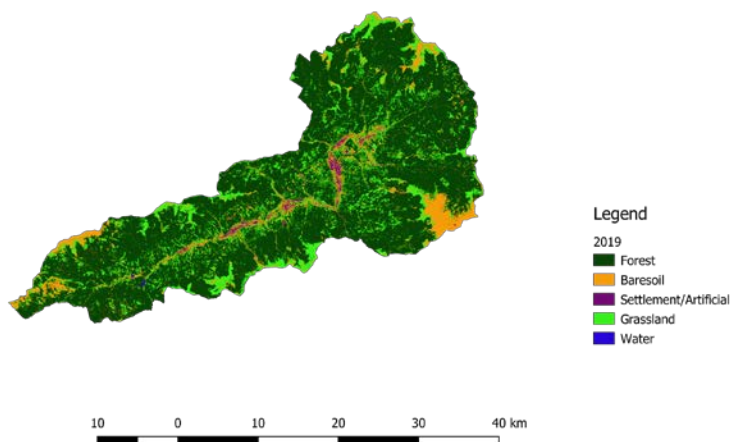 Legend
2019
Forest
Baresoil
Settlement/Artificial
Grassland
Water
10 0 10 20 30 40 km